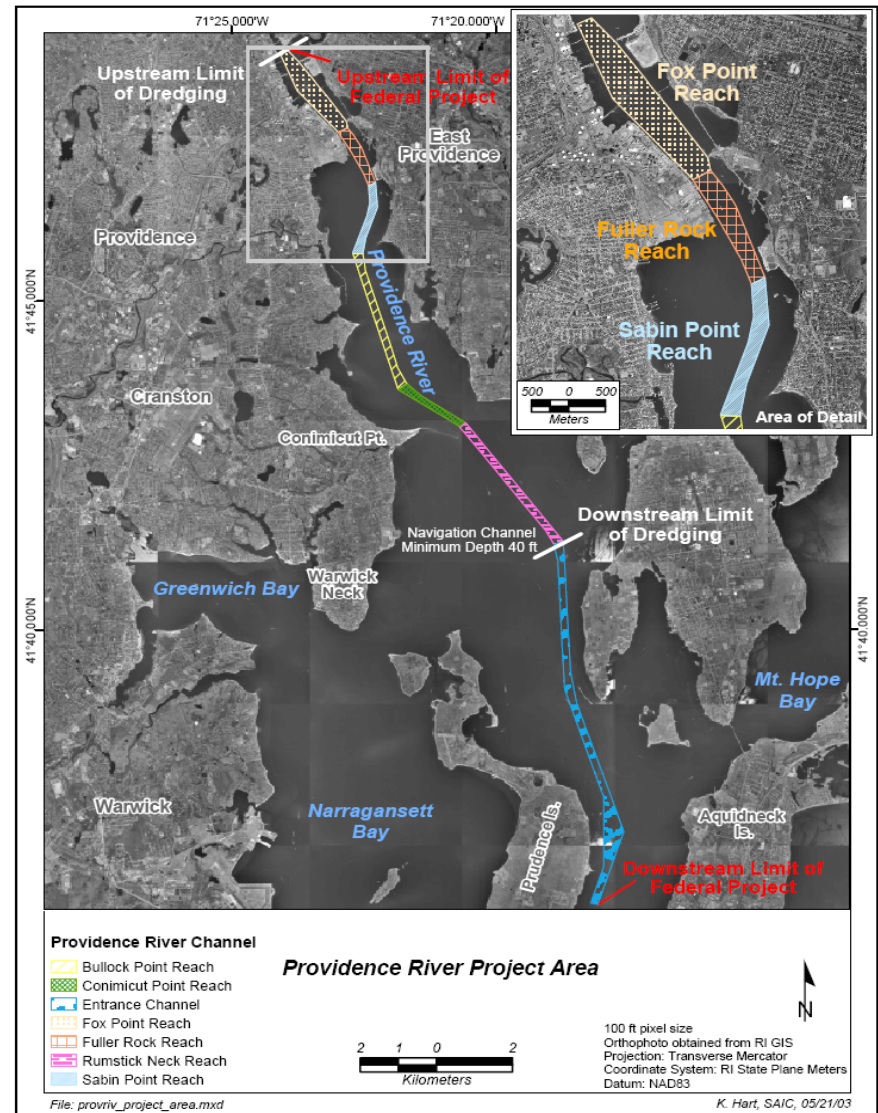 71°25.000'W
71°20.000'W
Upstream Limit
of Dredging
Upstream Limit of
Federal Project
East
Providence
Fox Point
Reach
Fuller Rock
Reach
Sabin Point
Reach
500 0 500
Meters
Area of Detail
Providence
Providence River
41°45.000'N
Cranston
Conimicut Pt.
Navigation Channel
Minimum Depth 40 ft
Downstream Limit
of Dredging
Greenwich Bay
Warwick
Neck
41°40.000'N
41°40.000'N
Mt. Hope
Bay
Warwick
Narragansett
Bay
Prudence Is.
Aquidneck
Is.
Downstream Limit of
Federal Project
Providence River Channel
Bullock Point Reach
Conimicut Point Reach
Entrance Channel
Fox Point Reach
Fuller Rock Reach
Rumstick Neck Reach
Sabin Point Reach
Providence River Project Area
2 1 0 2
Kilometers
N
100 ft pixel size
Orthophoto obtained from RI GIS
Projection: Transverse Mercator
Coordinate System: RI State Plane Meters
Datum: NAD83
File: provriv_project_area.mxd
K. Hart, SAIC, 05/21/03